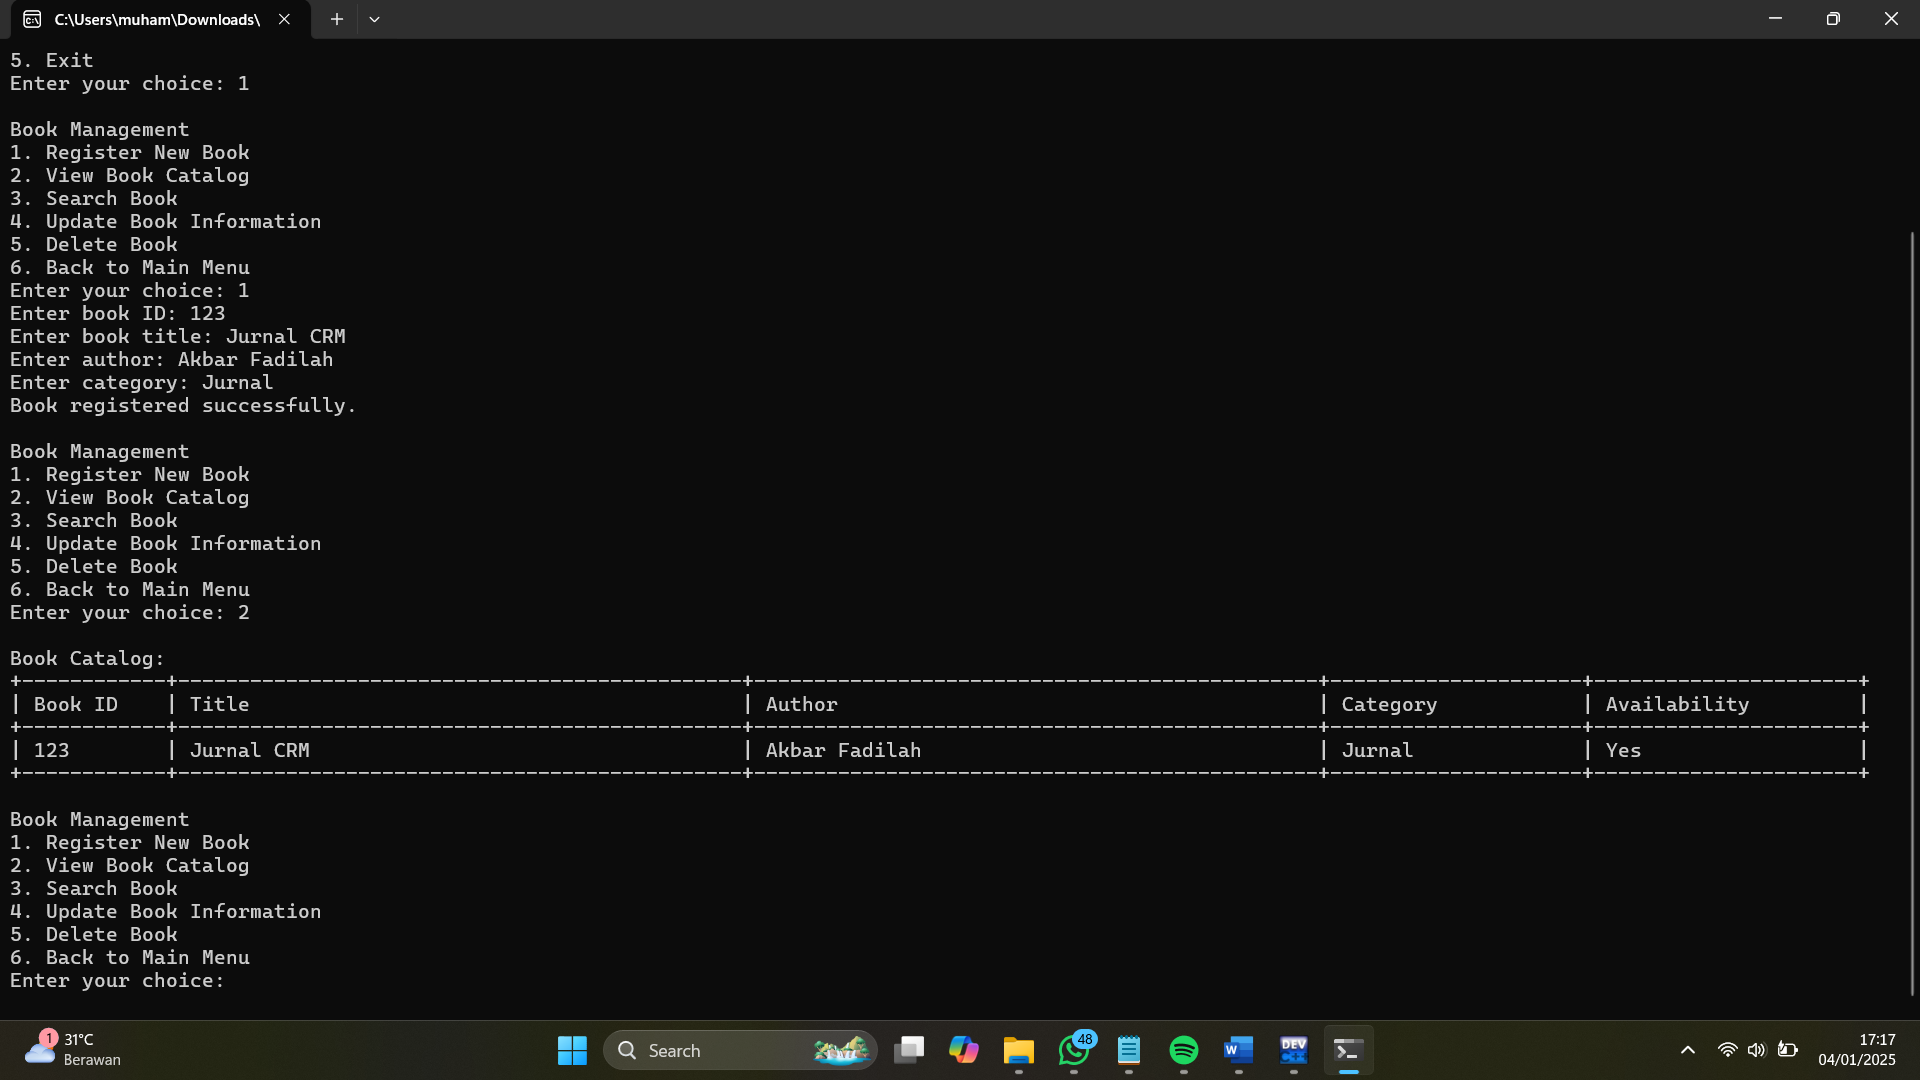 C:\Users\muham\Downloads\
5. Exit
Enter your choice: 1
Book Management
1. Register New Book
2. View Book Catalog
3. Search Book
4. Update Book Information
5. Delete Book
6. Back to Main Menu
Enter your choice: 1
Enter book ID: 123
Enter book title: Jurnal CRM
Enter author: Akbar Fadilah
Enter category: Jurnal
Book registered successfully.
Book Management
1. Register New Book
2. View Book Catalog
3. Search Book
4. Update Book Information
5. Delete Book
6. Back to Main Menu
Enter your choice: 2
Book Catalog:
+------------+-----------------------------------------------+-----------------------------------------------+---------------------+----------------------+
| Book ID | Title | Author | Category | Availability |
+------------+-----------------------------------------------+-----------------------------------------------+---------------------+----------------------+
| 123 | Jurnal CRM | Akbar Fadilah | Jurnal | Yes |
+------------+-----------------------------------------------+-----------------------------------------------+---------------------+----------------------+
Book Management
1. Register New Book
2. View Book Catalog
3. Search Book
4. Update Book Information
5. Delete Book
6. Back to Main Menu
Enter your choice:
1
31°C
Berawan
Search
48
W
DEV
17:17
04/01/2025